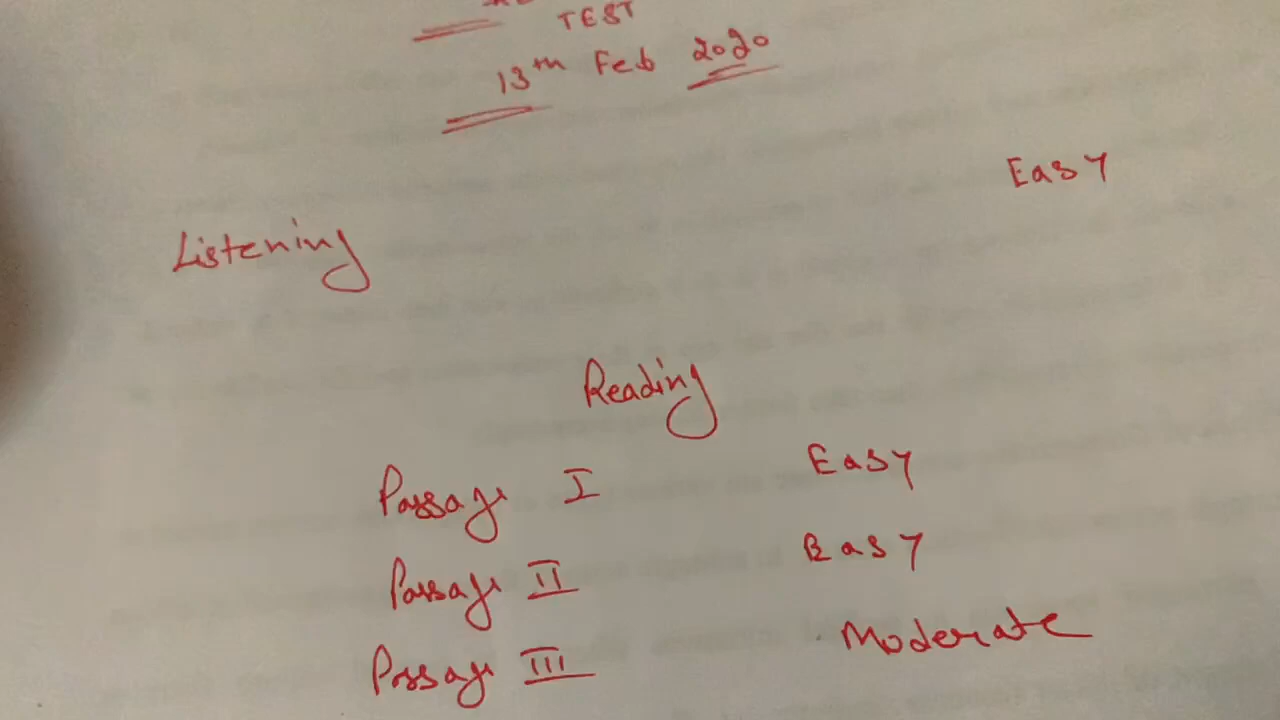 TEST
13th Feb 2020
Easy
Listening
Reading
Passage I Easy
Passage II Easy
Passage III Moderate